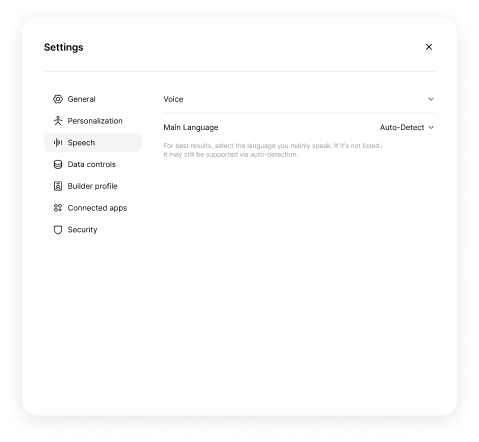 Settings
General
Personalization
Speech
Data controls
Builder profile
Connected apps
Security
Voice
Main Language Auto-Detect
For best results, select the language you mainly speak. If it's not listed,
it may still be supported via auto-detection.